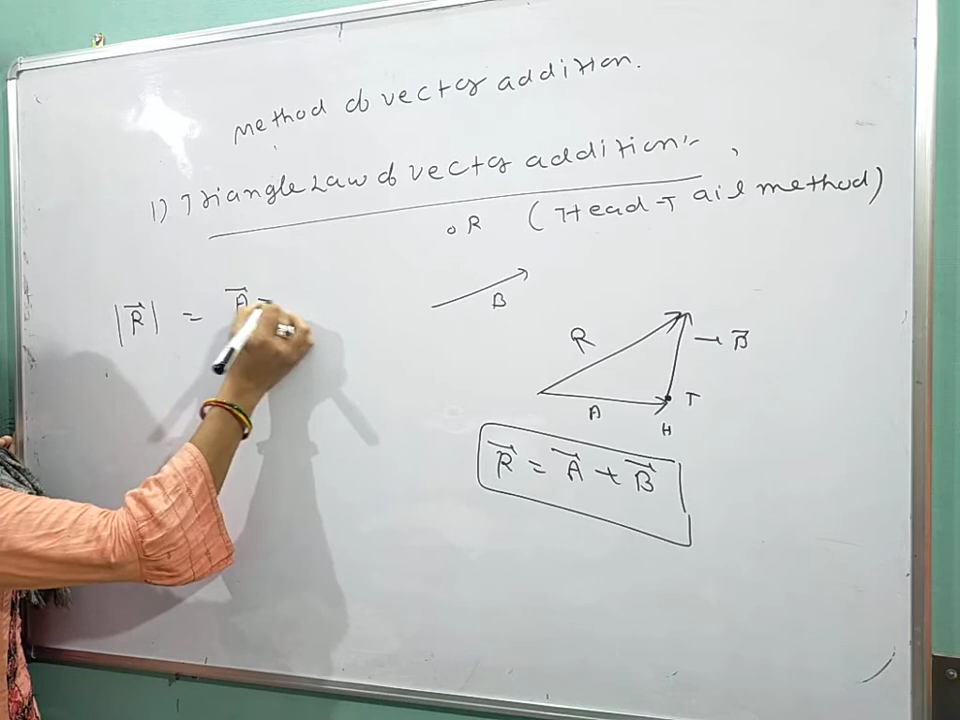 Method of vector addition.
1) Triangle Law of vector addition:-
or (Head-Tail method)
B
|R⃗| = A⃗
R
→ B⃗
T
A
H
R⃗ = A⃗ + B⃗